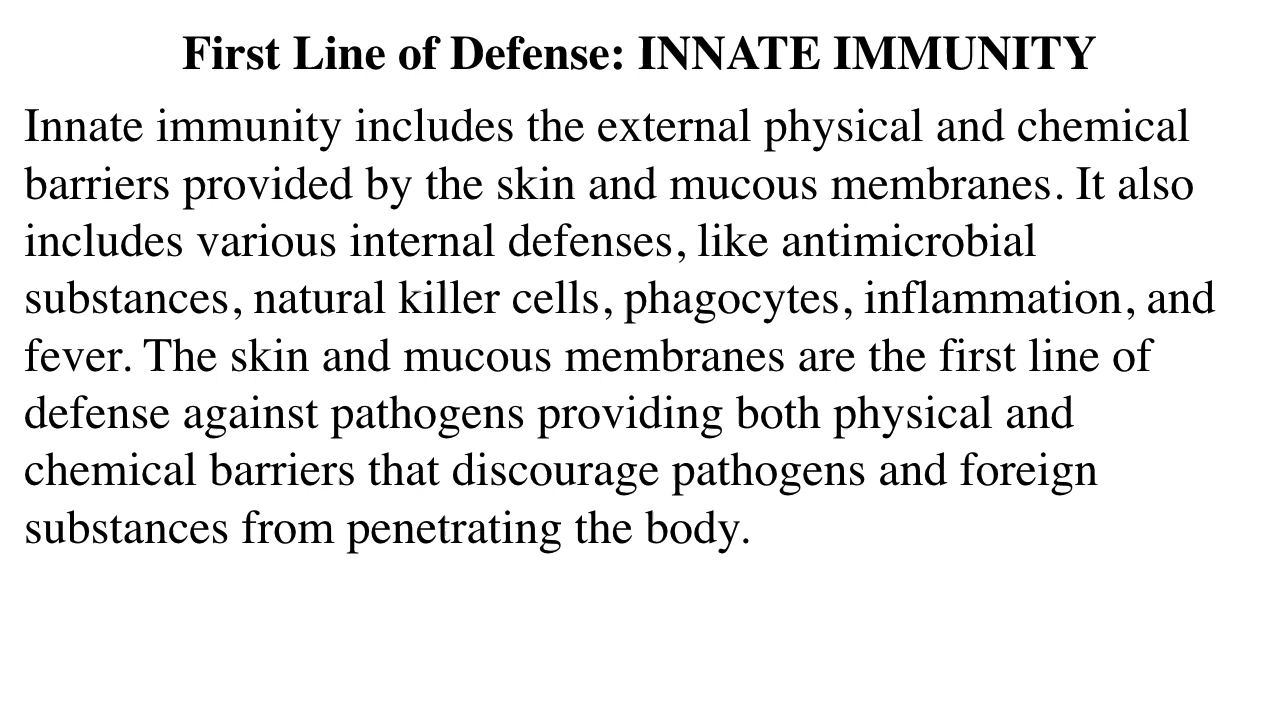 First Line of Defense: INNATE IMMUNITY
Innate immunity includes the external physical and chemical
barriers provided by the skin and mucous membranes. It also
includes various internal defenses, like antimicrobial
substances, natural killer cells, phagocytes, inflammation, and
fever. The skin and mucous membranes are the first line of
defense against pathogens providing both physical and
chemical barriers that discourage pathogens and foreign
substances from penetrating the body.